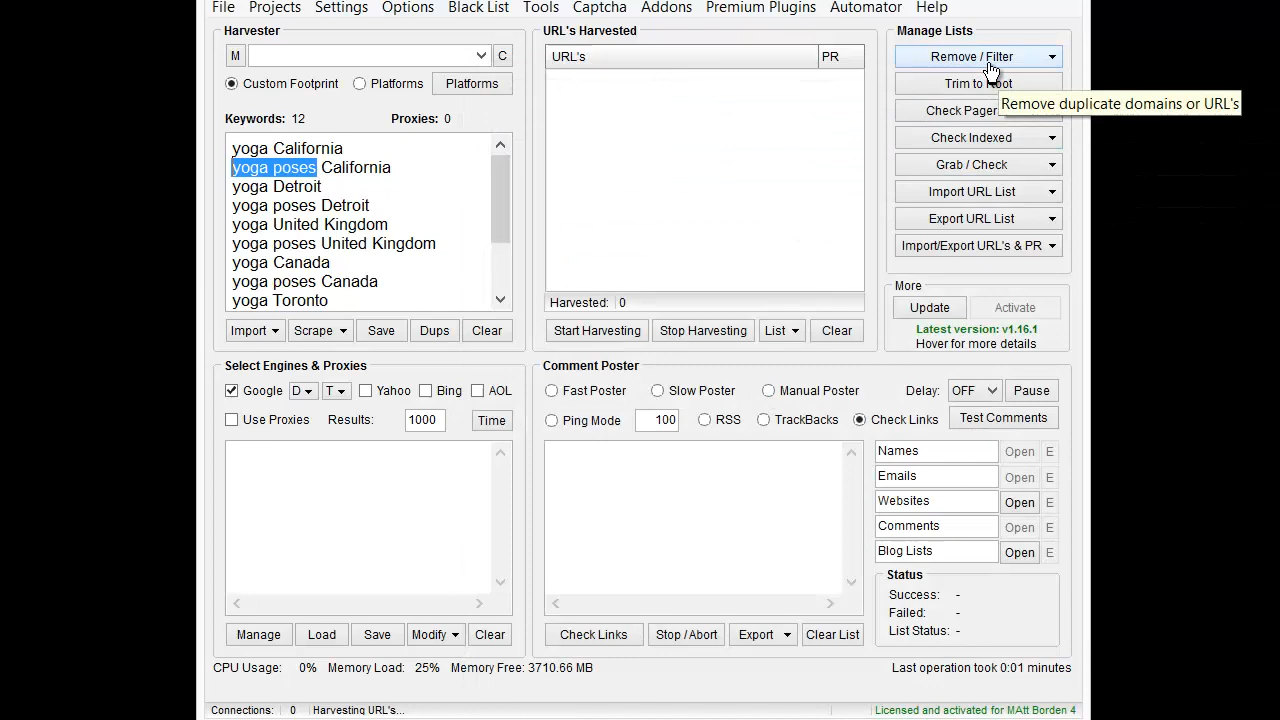 File Projects Settings Options Black List Tools Captcha Addons Premium Plugins Automator Help
Harvester
M C
Custom Footprint Platforms Platforms
Keywords: 12 Proxies: 0
yoga California
yoga poses California
yoga Detroit
yoga poses Detroit
yoga United Kingdom
yoga poses United Kingdom
yoga Canada
yoga poses Canada
yoga Toronto
Import Scrape Save Dups Clear
URL's Harvested
URL's PR
Harvested: 0
Start Harvesting Stop Harvesting List Clear
Manage Lists
Remove / Filter
Trim to Root
Remove duplicate domains or URL's
Check Pager
Check Indexed
Grab / Check
Import URL List
Export URL List
Import/Export URL's & PR
More
Update Activate
Latest version: v1.16.1
Hover for more details
Select Engines & Proxies
Google D T Yahoo Bing AOL
Use Proxies Results: 1000 Time
Manage Load Save Modify Clear
Comment Poster
Fast Poster Slow Poster Manual Poster Delay: OFF Pause
Ping Mode 100 RSS TrackBacks Check Links Test Comments
Names Open E
Emails Open E
Websites Open E
Comments Open E
Blog Lists Open E
Status
Success: -
Failed: -
List Status: -
Check Links Stop / Abort Export Clear List
CPU Usage: 0% Memory Load: 25% Memory Free: 3710.66 MB Last operation took 0:01 minutes
Connections: 0 Harvesting URL's... Licensed and activated for MAtt Borden 4